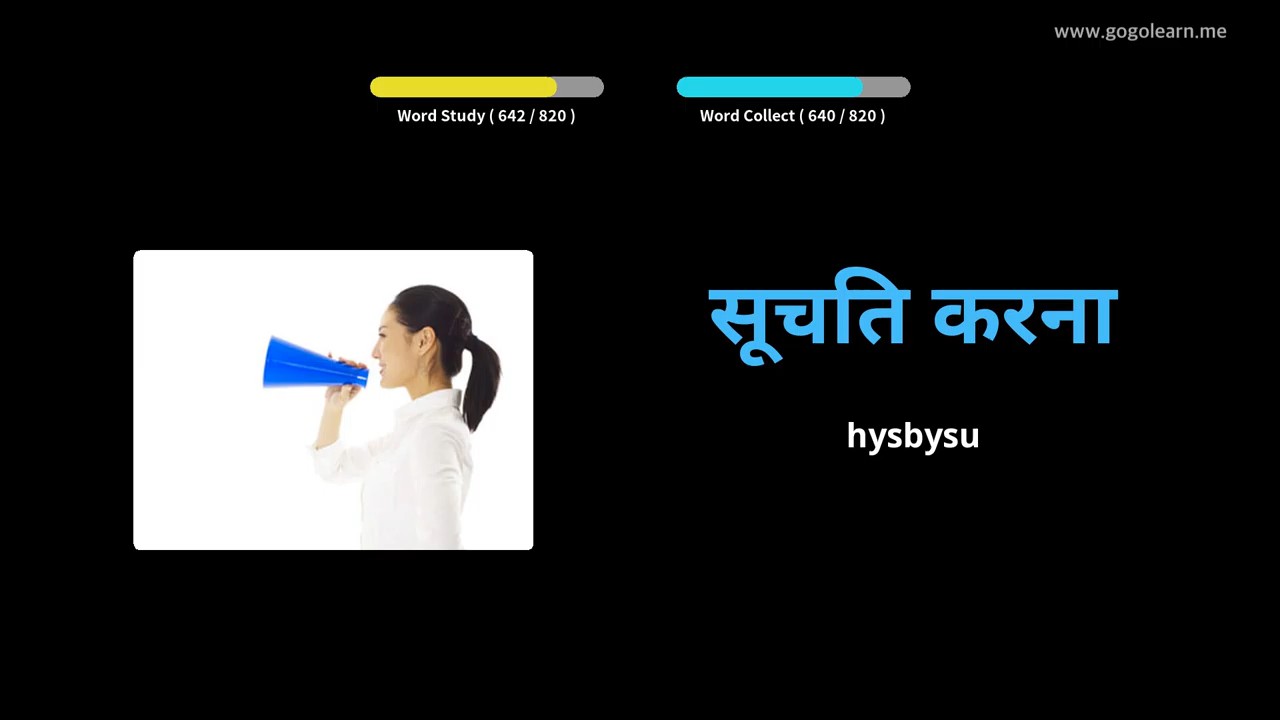 www.gogolearn.me
Word Study ( 642 / 820 )
Word Collect ( 640 / 820 )
सूचति करना
hysbysu